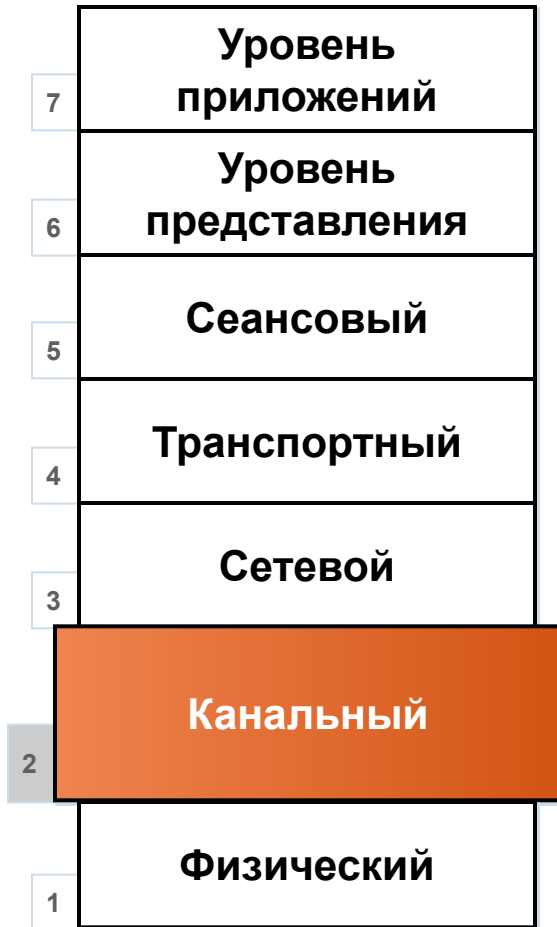 Уровень
приложений
7
Уровень
представления
6
Сеансовый
5
Транспортный
4
Сетевой
3
Канальный
2
Физический
1